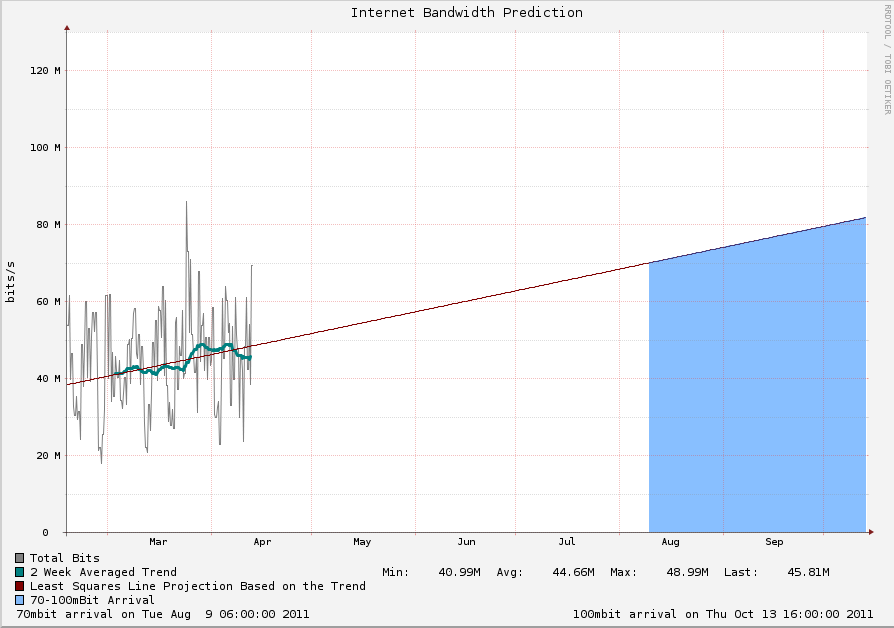 Internet Bandwidth Prediction
RRDTOOL / TOBI OETIKER
bits/s
120 M
100 M
80 M
60 M
40 M
20 M
0
Mar Apr May Jun Jul Aug Sep
Total Bits
2 Week Averaged Trend Min: 40.99M Avg: 44.66M Max: 48.99M Last: 45.81M
Least Squares Line Projection Based on the Trend
70-100mBit Arrival
70mbit arrival on Tue Aug 9 06:00:00 2011 100mbit arrival on Thu Oct 13 16:00:00 2011